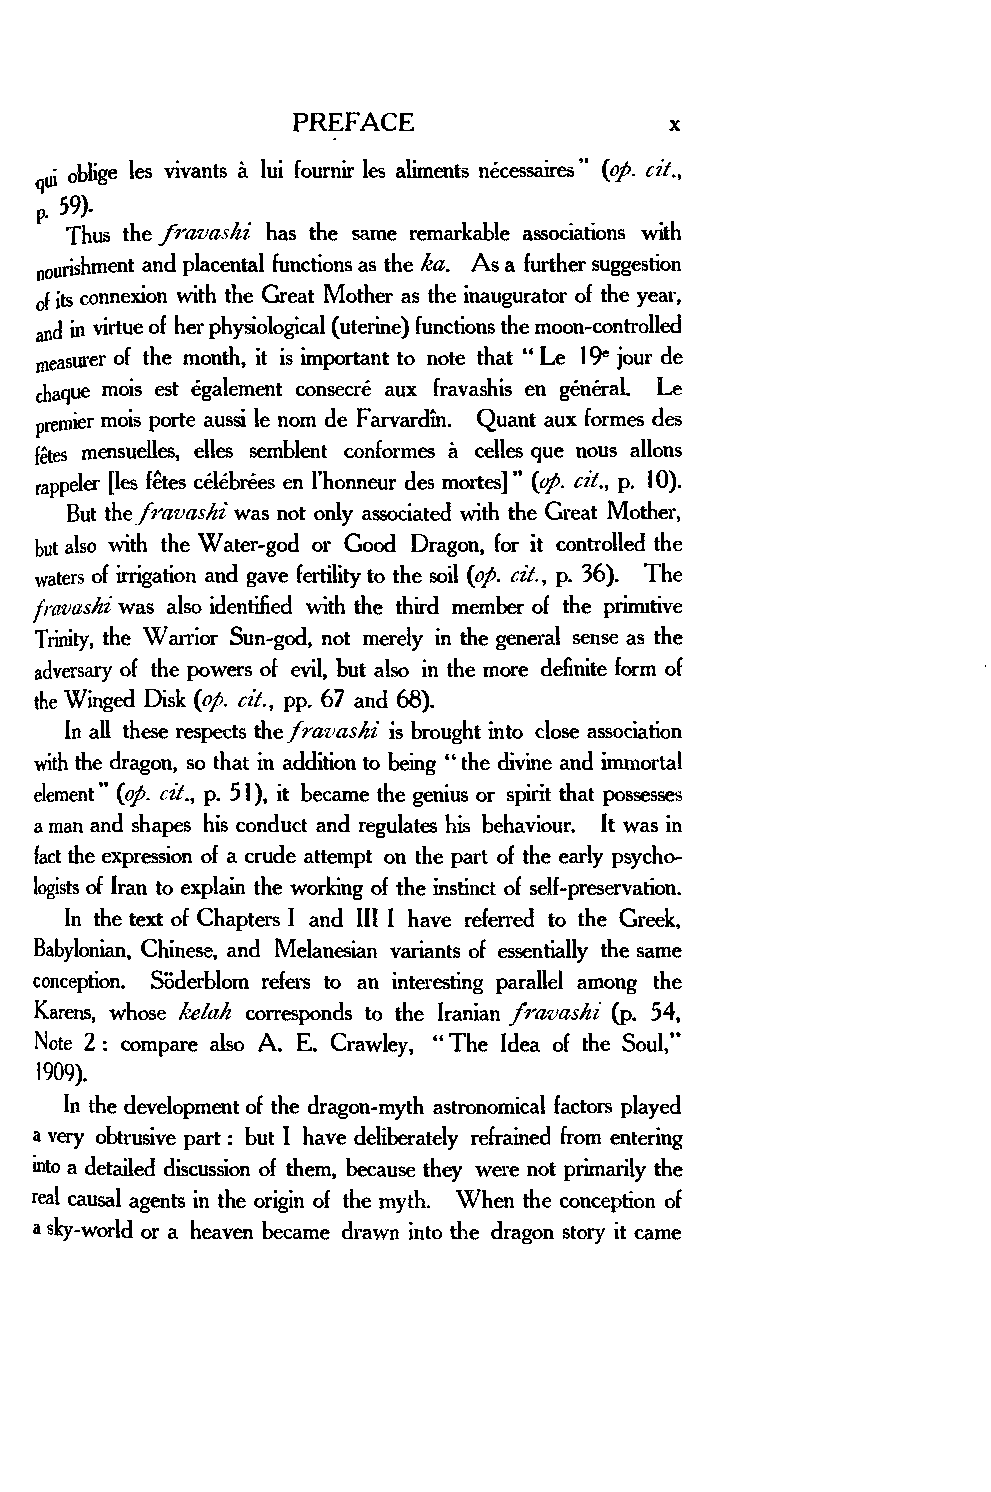 PREFACE x
qui oblige les vivants à lui fournir les aliments nécessaires" (op. cit.,
p. 59).
Thus the fravashi has the same remarkable associations with
nourishment and placental functions as the ka. As a further suggestion
of its connexion with the Great Mother as the inaugurator of the year,
and in virtue of her physiological (uterine) functions the moon-controlled
measurer of the month, it is important to note that "Le 19e jour de
chaque mois est également consecré aux fravashis en général. Le
premier mois porte aussi le nom de Farvardîn. Quant aux formes des
fêtes mensuelles, elles semblent conformes à celles que nous allons
rappeler [les fêtes célébrées en l'honneur des mortes]" (op. cit., p. 10).
But the fravashi was not only associated with the Great Mother,
but also with the Water-god or Good Dragon, for it controlled the
waters of irrigation and gave fertility to the soil (op. cit., p. 36). The
fravashi was also identified with the third member of the primitive
Trinity, the Warrior Sun-god, not merely in the general sense as the
adversary of the powers of evil, but also in the more definite form of
the Winged Disk (op. cit., pp. 67 and 68).
In all these respects the fravashi is brought into close association
with the dragon, so that in addition to being "the divine and immortal
element" (op. cit., p. 51), it became the genius or spirit that possesses
a man and shapes his conduct and regulates his behaviour. It was in
fact the expression of a crude attempt on the part of the early psycho-
logists of Iran to explain the working of the instinct of self-preservation.
In the text of Chapters I and III I have referred to the Greek,
Babylonian, Chinese, and Melanesian variants of essentially the same
conception. Söderblom refers to an interesting parallel among the
Karens, whose kelah corresponds to the Iranian fravashi (p. 54,
Note 2: compare also A. E. Crawley, "The Idea of the Soul,"
1909).
In the development of the dragon-myth astronomical factors played
a very obtrusive part: but I have deliberately refrained from entering
into a detailed discussion of them, because they were not primarily the
real causal agents in the origin of the myth. When the conception of
a sky-world or a heaven became drawn into the dragon story it came